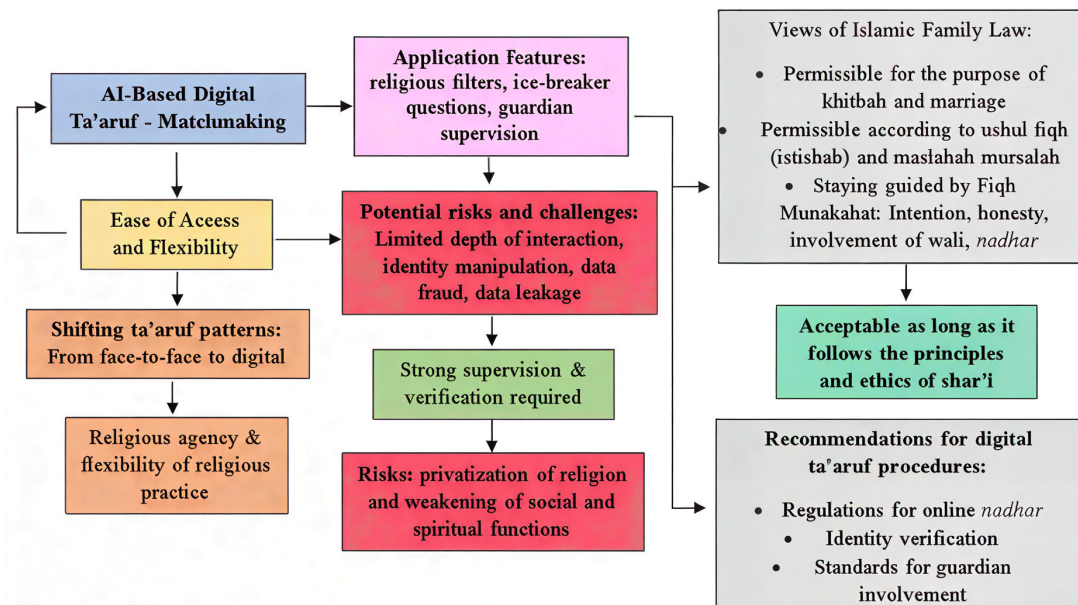 AI-Based Digital
Ta'aruf - Matclumaking
Ease of Access
and Flexibility
Shifting ta'aruf patterns:
From face-to-face to digital
Religious agency &
flexibility of religious
practice
Application Features:
religious filters, ice-breaker
questions, guardian
supervision
Potential risks and challenges:
Limited depth of interaction,
identity manipulation, data
fraud, data leakage
Strong supervision &
verification required
Risks: privatization of religion
and weakening of social and
spiritual functions
Views of Islamic Family Law:
• Permissible for the purpose of
khitbah and marriage
• Permissible according to ushul fiqh
(istishab) and maslahah mursalah
• Staying guided by Fiqh
Munakahat: Intention, honesty,
involvement of wali, nadhar
Acceptable as long as it
follows the principles
and ethics of shar'i
Recommendations for digital
ta'aruf procedures:
• Regulations for online nadhar
• Identity verification
• Standards for guardian
involvement